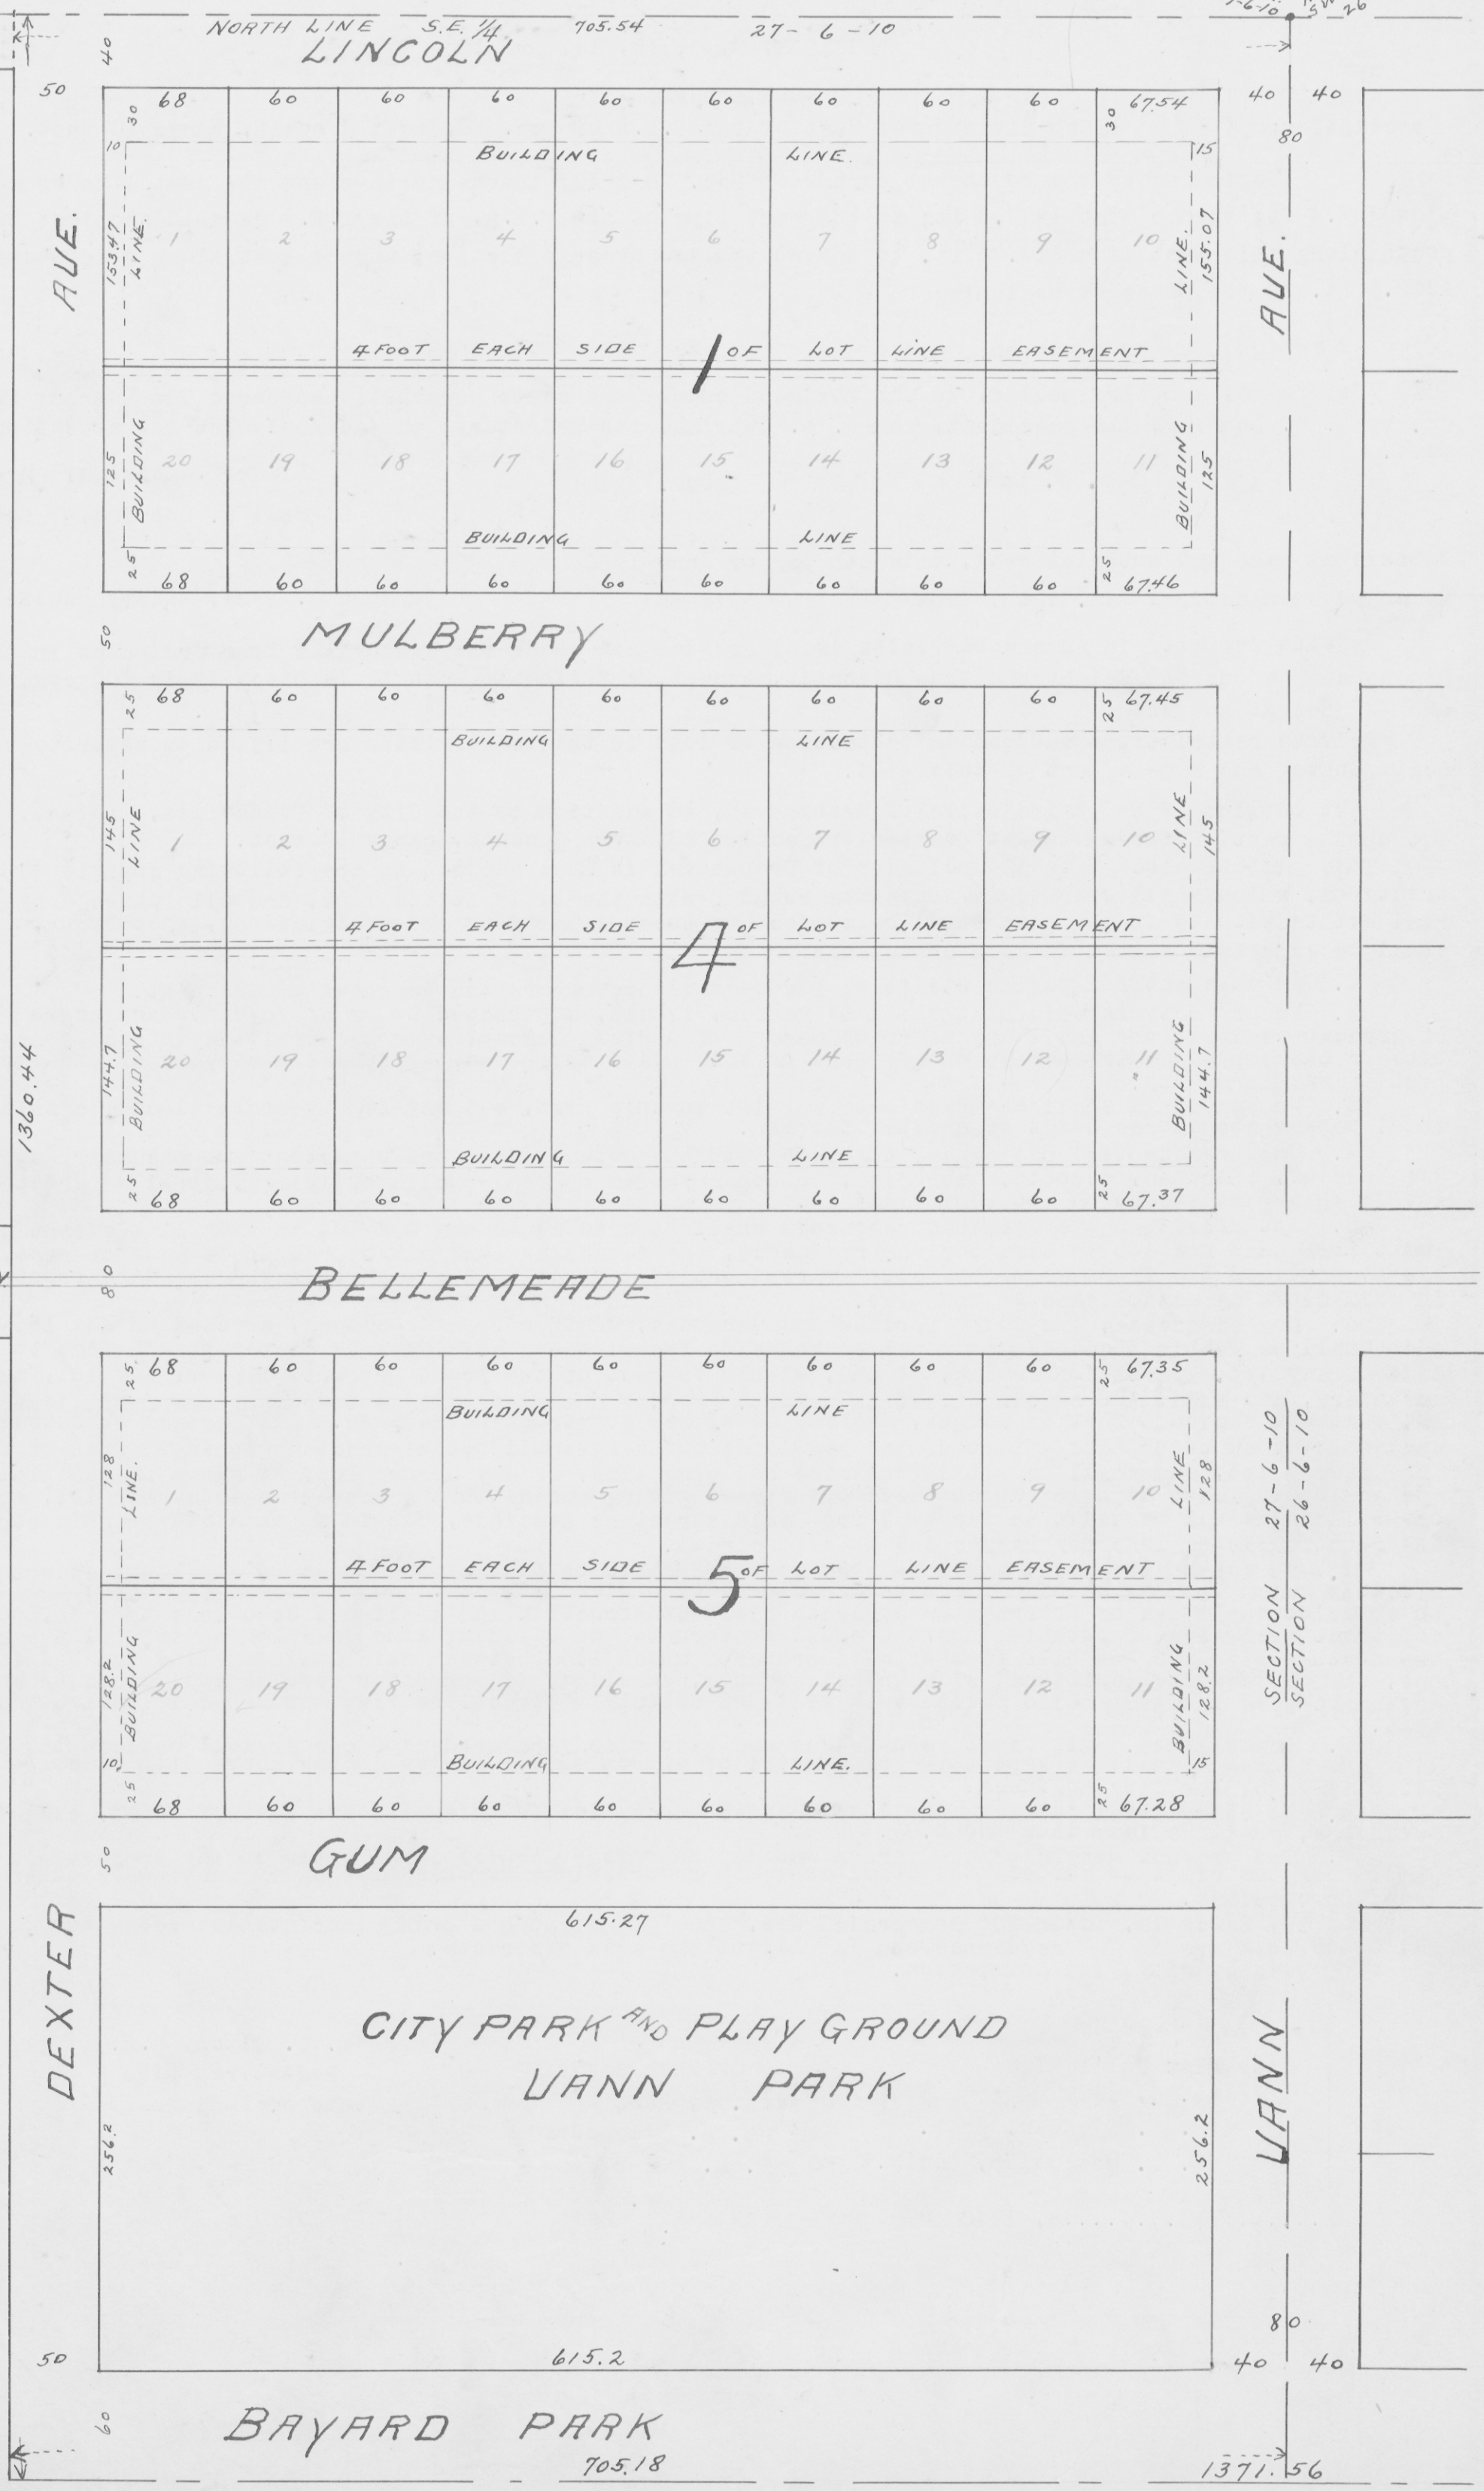 NORTH LINE S.E. 1/4 705.54 27-6-10
LINCOLN
40
50
68 60 60 60 60 60 60 60 60 67.54
40 40
80
30 30
10 15
BUILDING LINE.
AVE.
153.47
LINE.
1 2 3 4 5 6 7 8 9 10
LINE.
155.07
AVE.
4 FOOT EACH SIDE OF LOT LINE EASEMENT
1
125
BUILDING
20 19 18 17 16 15 14 13 12 11
BUILDING
125
BUILDING LINE
25 25
68 60 60 60 60 60 60 60 60 67.46
50
MULBERRY
25 68 60 60 60 60 60 60 60 60 25 67.45
BUILDING LINE
145
LINE
1 2 3 4 5 6 7 8 9 10
LINE
145
4 FOOT EACH SIDE OF LOT LINE EASEMENT
4
1360.44
144.7
BUILDING
20 19 18 17 16 15 14 13 12 11
BUILDING
144.7
BUILDING LINE
25 25
68 60 60 60 60 60 60 60 60 67.37
80
BELLEMEADE
25 68 60 60 60 60 60 60 60 60 25 67.35
BUILDING LINE
128
LINE.
1 2 3 4 5 6 7 8 9 10
LINE
128
SECTION 27-6-10
SECTION 26-6-10
4 FOOT EACH SIDE OF LOT LINE EASEMENT
5
128.2
BUILDING
20 19 18 17 16 15 14 13 12 11
BUILDING
128.2
10 15
BUILDING LINE.
25 25
68 60 60 60 60 60 60 60 60 67.28
50
GUM
615.27
DEXTER
CITY PARK AND PLAY GROUND
VANN PARK
VANN
256.2
256.2
80
50
615.2
40 40
60
BAYARD PARK
705.18
1371.56